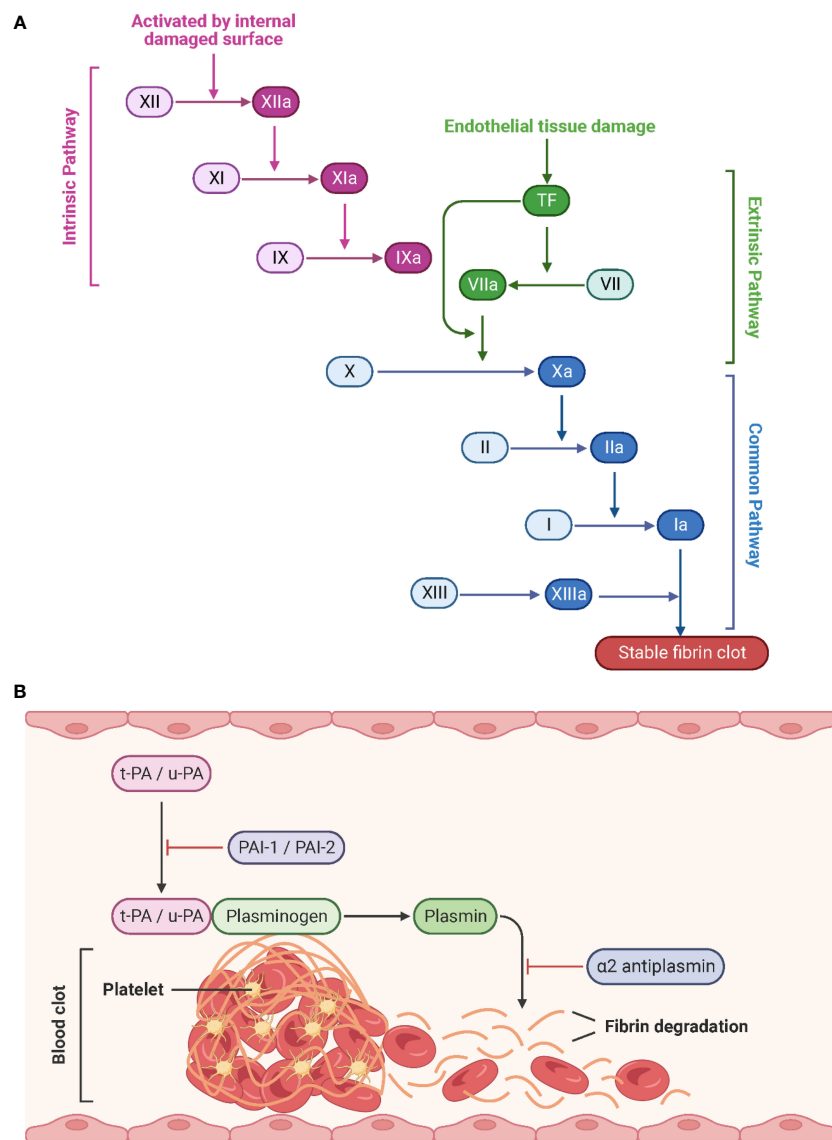 A
Activated by internal
damaged surface
Intrinsic Pathway
XII
XIIa
Endothelial tissue damage
XI
XIa
TF
Extrinsic Pathway
IX
IXa
VIIa
VII
X
Xa
Common Pathway
II
IIa
I
Ia
XIII
XIIIa
Stable fibrin clot
B
t-PA / u-PA
PAI-1 / PAI-2
t-PA / u-PA
Plasminogen
Plasmin
α2 antiplasmin
Blood clot
Platelet
Fibrin degradation